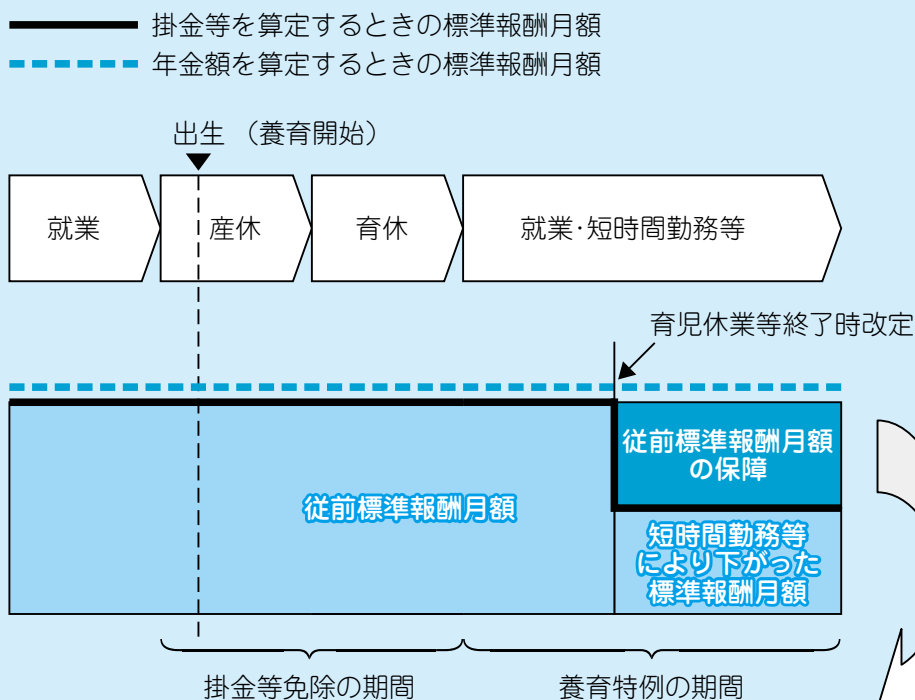 掛金等を算定するときの標準報酬月額
年金額を算定するときの標準報酬月額
出生 （養育開始）
就業
産休
育休
就業・短時間勤務等
育児休業等終了時改定
従前標準報酬月額
の保障
従前標準報酬月額
短時間勤務等
により下がった
標準報酬月額
掛金等免除の期間
養育特例の期間